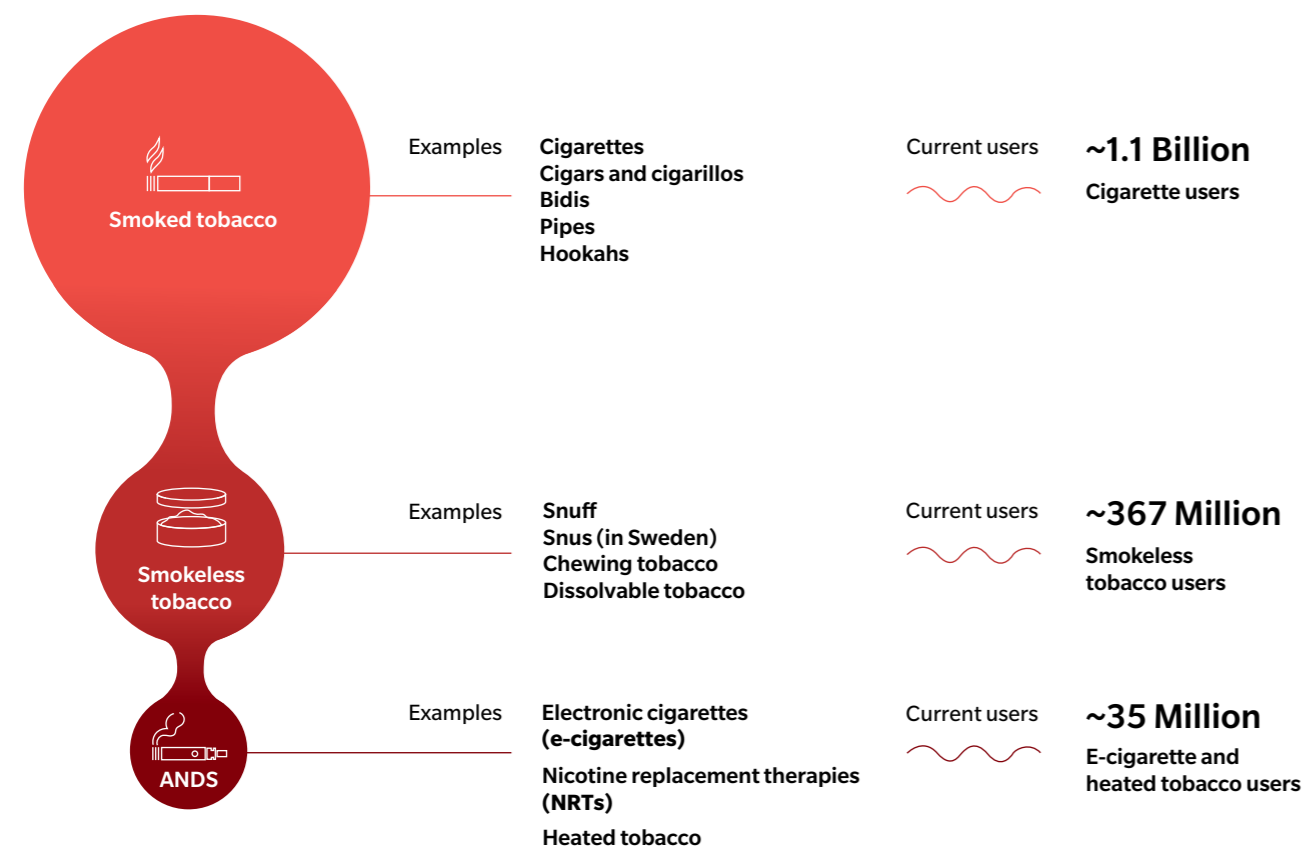 Smoked tobacco
Examples
Cigarettes
Cigars and cigarillos
Bidis
Pipes
Hookahs
Current users
~1.1 Billion
Cigarette users
Smokeless
tobacco
Examples
Snuff
Snus (in Sweden)
Chewing tobacco
Dissolvable tobacco
Current users
~367 Million
Smokeless
tobacco users
ANDS
Examples
Electronic cigarettes
(e-cigarettes)
Nicotine replacement therapies
(NRTs)
Heated tobacco
Current users
~35 Million
E-cigarette and
heated tobacco users